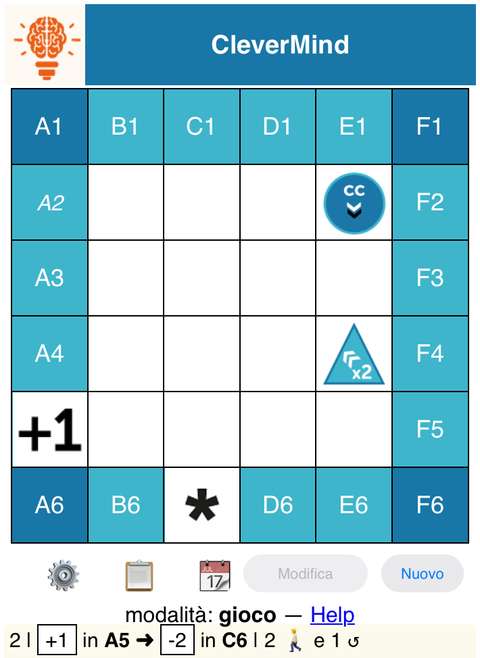 CleverMind
A1 B1 C1 D1 E1 F1
A2 CC F2
A3 F3
A4 x2 F4
+1 F5
A6 B6 * D6 E6 F6
17 Modifica Nuovo
modalità: gioco — Help
2 | +1 in A5 ➜ -2 in C6 | 2 🚶 e 1 ↺